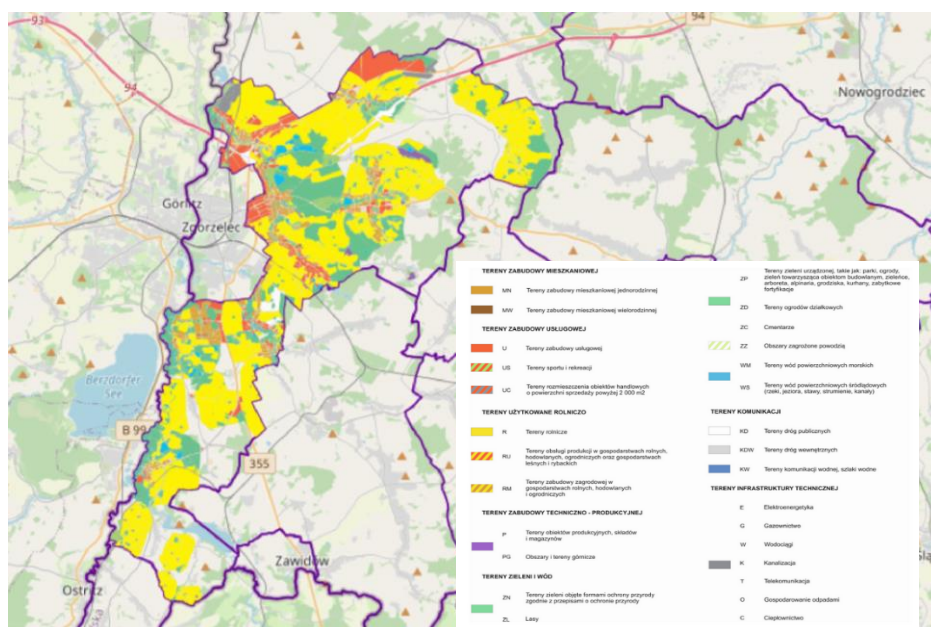 93
94
94
Nowogrodziec
Görlitz
Zgorzelec
Berzdorfer
See
B 99
355
Zawidów
Ostritz
TERENY ZABUDOWY MIESZKANIOWEJ
MN Tereny zabudowy mieszkaniowej jednorodzinnej
MW Tereny zabudowy mieszkaniowej wielorodzinnej
TERENY ZABUDOWY USŁUGOWEJ
U Tereny zabudowy usługowej
US Tereny sportu i rekreacji
UC Tereny rozmieszczenia obiektów handlowych
o powierzchni sprzedaży powyżej 2 000 m2
TERENY UŻYTKOWANE ROLNICZO
R Tereny rolnicze
RU Tereny obsługi produkcji w gospodarstwach rolnych,
hodowlanych, ogrodniczych oraz gospodarstwach
leśnych i rybackich
RM Tereny zabudowy zagrodowej w
gospodarstwach rolnych, hodowlanych
i ogrodniczych
TERENY ZABUDOWY TECHNICZNO - PRODUKCYJNEJ
P Tereny obiektów produkcyjnych, składów
i magazynów
PG Obszary i tereny górnicze
TERENY ZIELENI I WÓD
ZN Tereny zieleni objęte formami ochrony przyrody
zgodnie z przepisami o ochronie przyrody
ZL Lasy
ZP Tereny zieleni urządzonej, takie jak: parki, ogrody,
zieleń towarzysząca obiektom budowlanym, zieleńce,
arboreta, alpinaria, grodziska, kurhany, zabytkowe
fortyfikacje
ZD Tereny ogrodów działkowych
ZC Cmentarze
ZZ Obszary zagrożone powodzią
WM Tereny wód powierzchniowych morskich
WS Tereny wód powierzchniowych śródlądowych
(rzeki, jeziora, stawy, strumienie, kanały)
TERENY KOMUNIKACJI
KD Tereny dróg publicznych
KDW Tereny dróg wewnętrznych
KW Tereny komunikacji wodnej, szlaki wodne
TERENY INFRASTRUKTURY TECHNICZNEJ
E Elektroenergetyka
G Gazownictwo
W Wodociągi
K Kanalizacja
T Telekomunikacja
O Gospodarowanie odpadami
C Ciepłownictwo